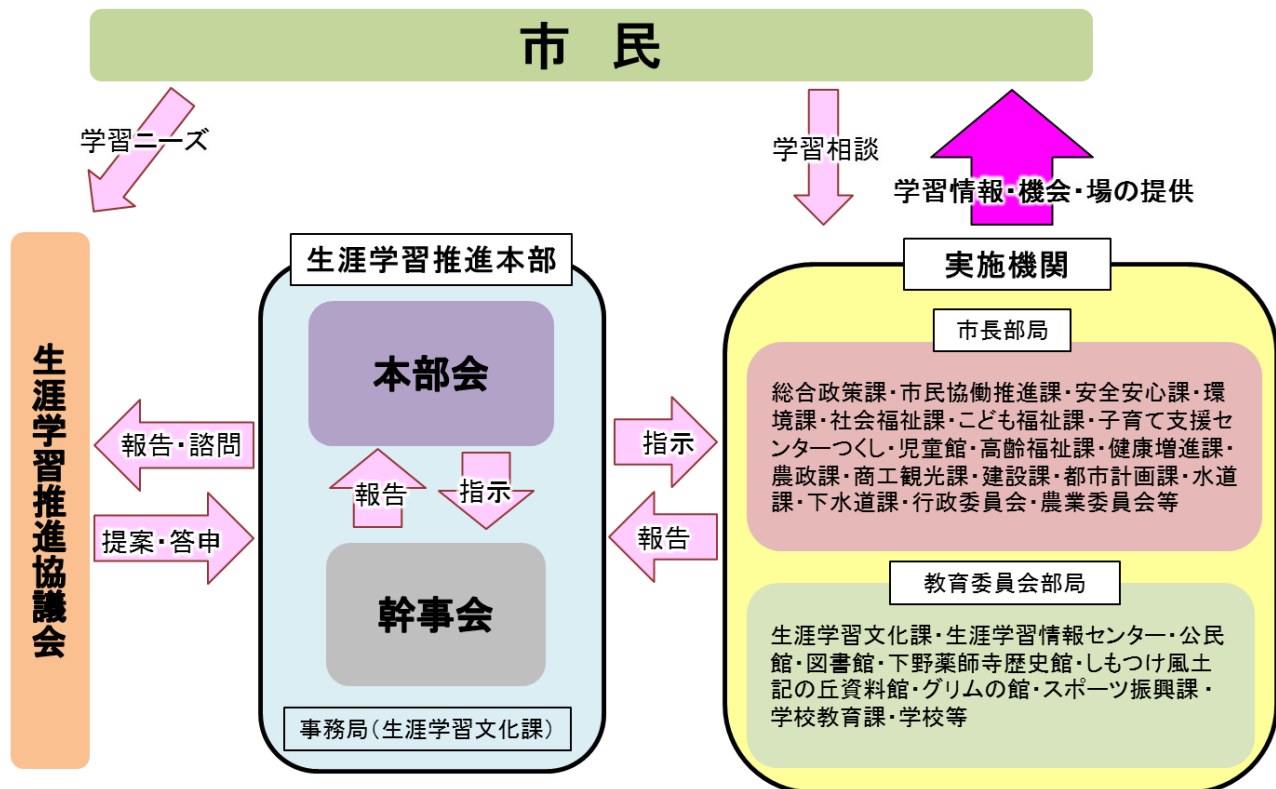 市 民
学習ニーズ
学習相談
学習情報・機会・場の提供
生涯学習推進協議会
報告・諮問
提案・答申
生涯学習推進本部
本部会
報告
指示
幹事会
事務局（生涯学習文化課）
指示
報告
実施機関
市長部局
総合政策課・市民協働推進課・安全安心課・環
境課・社会福祉課・こども福祉課・子育て支援セ
ンターつくし・児童館・高齢福祉課・健康増進課・
農政課・商工観光課・建設課・都市計画課・水道
課・下水道課・行政委員会・農業委員会等
教育委員会部局
生涯学習文化課・生涯学習情報センター・公民
館・図書館・下野薬師寺歴史館・しもつけ風土
記の丘資料館・グリムの館・スポーツ振興課・
学校教育課・学校等